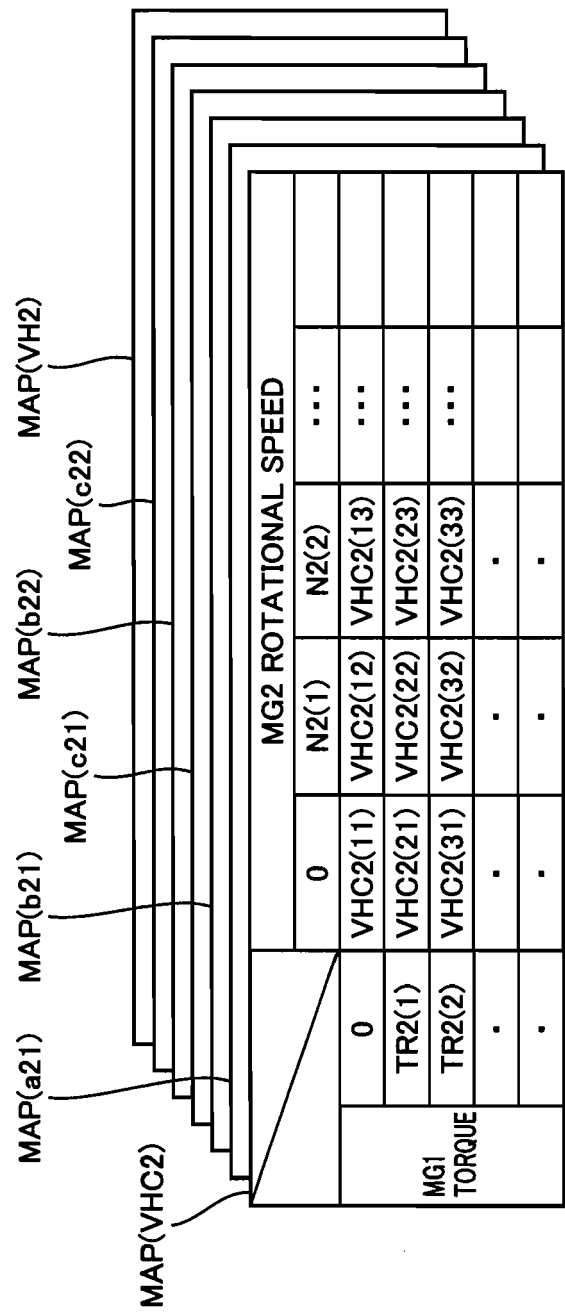 MAP(VH2)
MAP(c22)
MAP(b22)
MAP(c21)
MAP(b21)
MAP(a21)
MAP(VHC2)
MG2 ROTATIONAL SPEED
0 N2(1) N2(2) ...
MG1 TORQUE
0 VHC2(11) VHC2(12) VHC2(13) ...
TR2(1) VHC2(21) VHC2(22) VHC2(23) ...
TR2(2) VHC2(31) VHC2(32) VHC2(33) ...
. . . .
. . . .